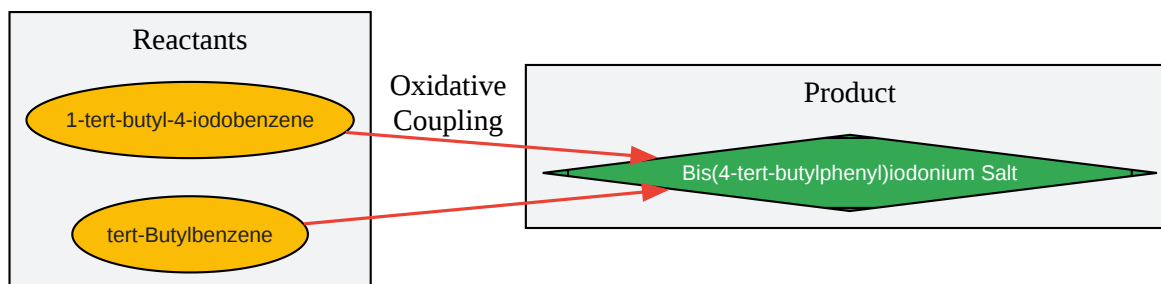 Reactants
1-tert-butyl-4-iodobenzene
tert-Butylbenzene
Oxidative
Coupling
Product
Bis(4-tert-butylphenyl)iodonium Salt